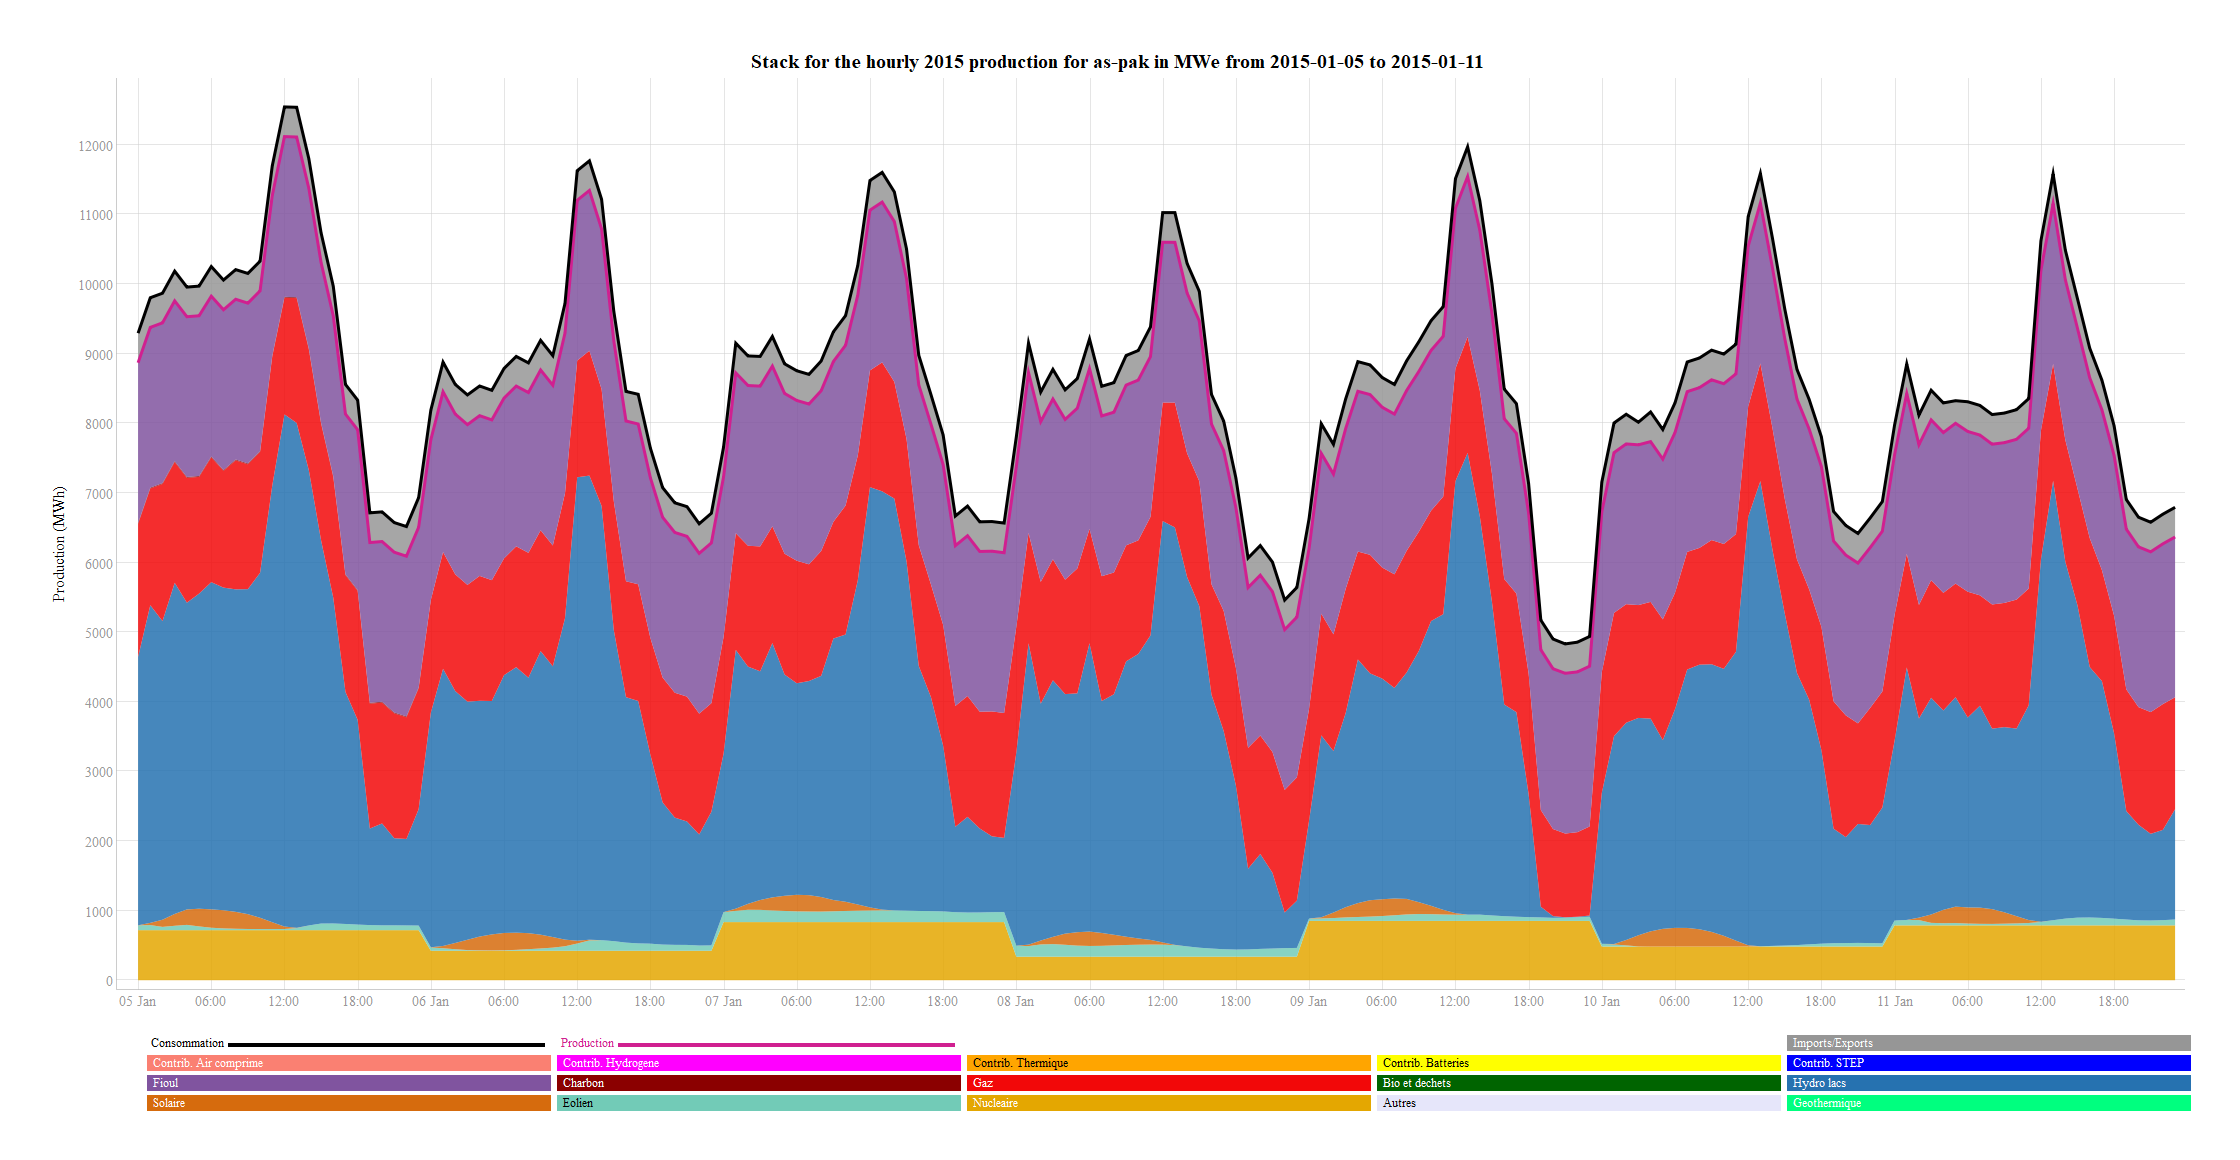 Stack for the hourly 2015 production for as-pak in MWe from 2015-01-05 to 2015-01-11
Production (MWh)
12000
11000
10000
9000
8000
7000
6000
5000
4000
3000
2000
1000
0
05 Jan 06:00 12:00 18:00 06 Jan 06:00 12:00 18:00 07 Jan 06:00 12:00 18:00 08 Jan 06:00 12:00 18:00 09 Jan 06:00 12:00 18:00 10 Jan 06:00 12:00 18:00 11 Jan 06:00 12:00 18:00
Consommation Production Imports/Exports
Contrib. Air comprime Contrib. Hydrogene Contrib. Thermique Contrib. Batteries Contrib. STEP
Fioul Charbon Gaz Bio et dechets Hydro lacs
Solaire Eolien Nucleaire Autres Geothermique